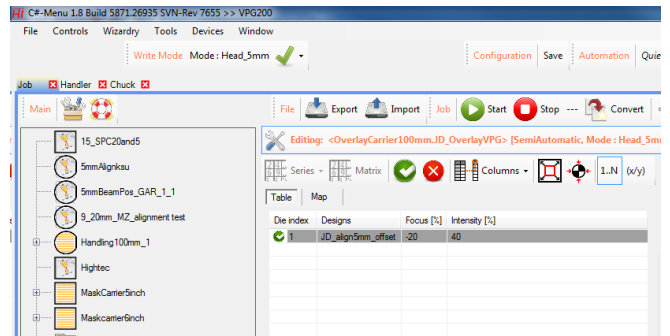 Hi C#-Menu 1.8 Build 5871.26935 SVN-Rev 7655 >> VPG200
File Controls Wizardry Tools Devices Window
Write Mode Mode : Head_5mm Configuration Save Automation Quie
Job Handler Chuck
Main File Export Import Job Start Stop --- Convert
15_SPC20and5
5mmAlignksu
5mmBeamPos_GAR_1_1
9_20mm_MZ_alignment test
Handing100mm_1
Hightec
MaskCarrier5inch
Maskcarrier6inch
Editing: <OverlayCarrier100mm.JD_OverlayVPG> [SemiAutomatic, Mode : Head_5mm
Series Matrix Columns 1..N (x/y)
Table Map
Die index Designs Focus [%] Intensity [%]
1 JD_align5mm_offset -20 40